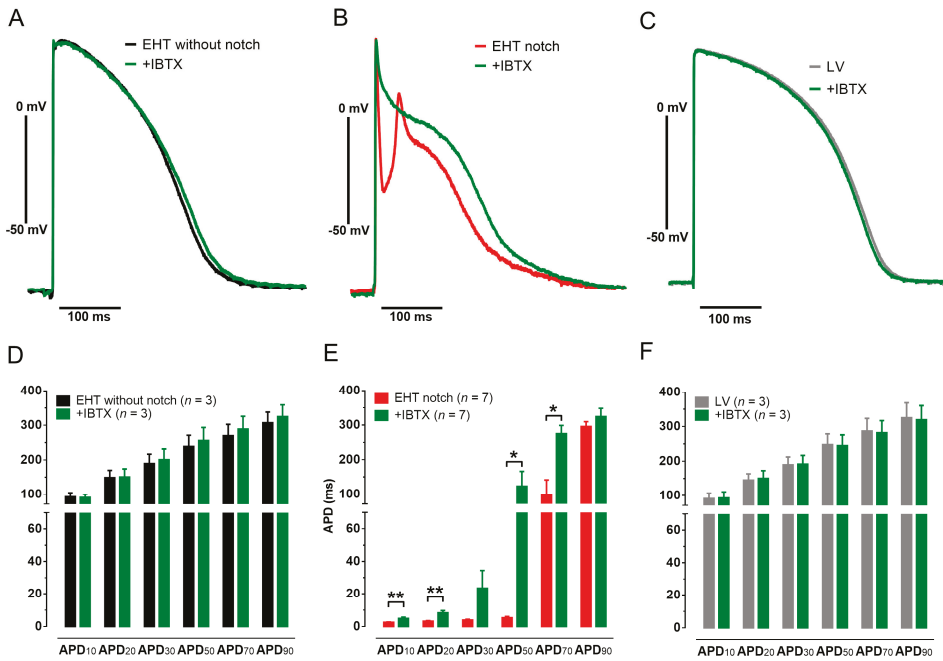 A
EHT without notch
+IBTX
0 mV
-50 mV
100 ms
B
EHT notch
+IBTX
0 mV
-50 mV
100 ms
C
LV
+IBTX
0 mV
-50 mV
100 ms
D
EHT without notch (n = 3)
+IBTX (n = 3)
400
300
200
100
60
40
20
0
APD10 APD20 APD30 APD50 APD70 APD90
E
EHT notch (n = 7)
+IBTX (n = 7)
APD (ms)
400
300
200
100
60
40
20
0
** ** * *
APD10 APD20 APD30 APD50 APD70 APD90
F
LV (n = 3)
+IBTX (n = 3)
400
300
200
100
60
40
20
0
APD10 APD20 APD30 APD50 APD70 APD90